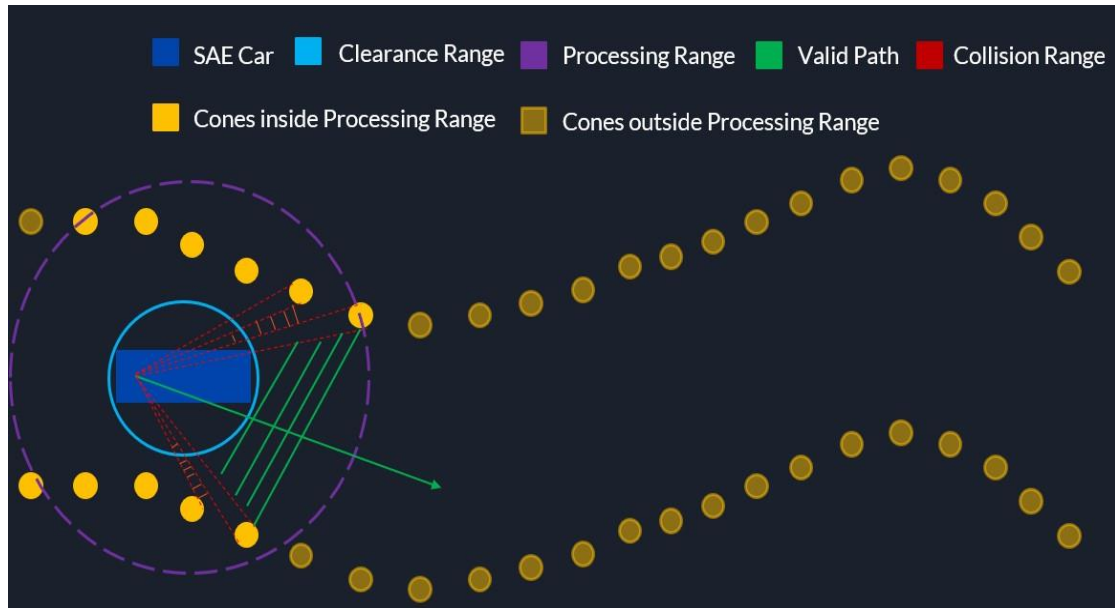 SAE Car Clearance Range Processing Range Valid Path Collision Range
Cones inside Processing Range Cones outside Processing Range